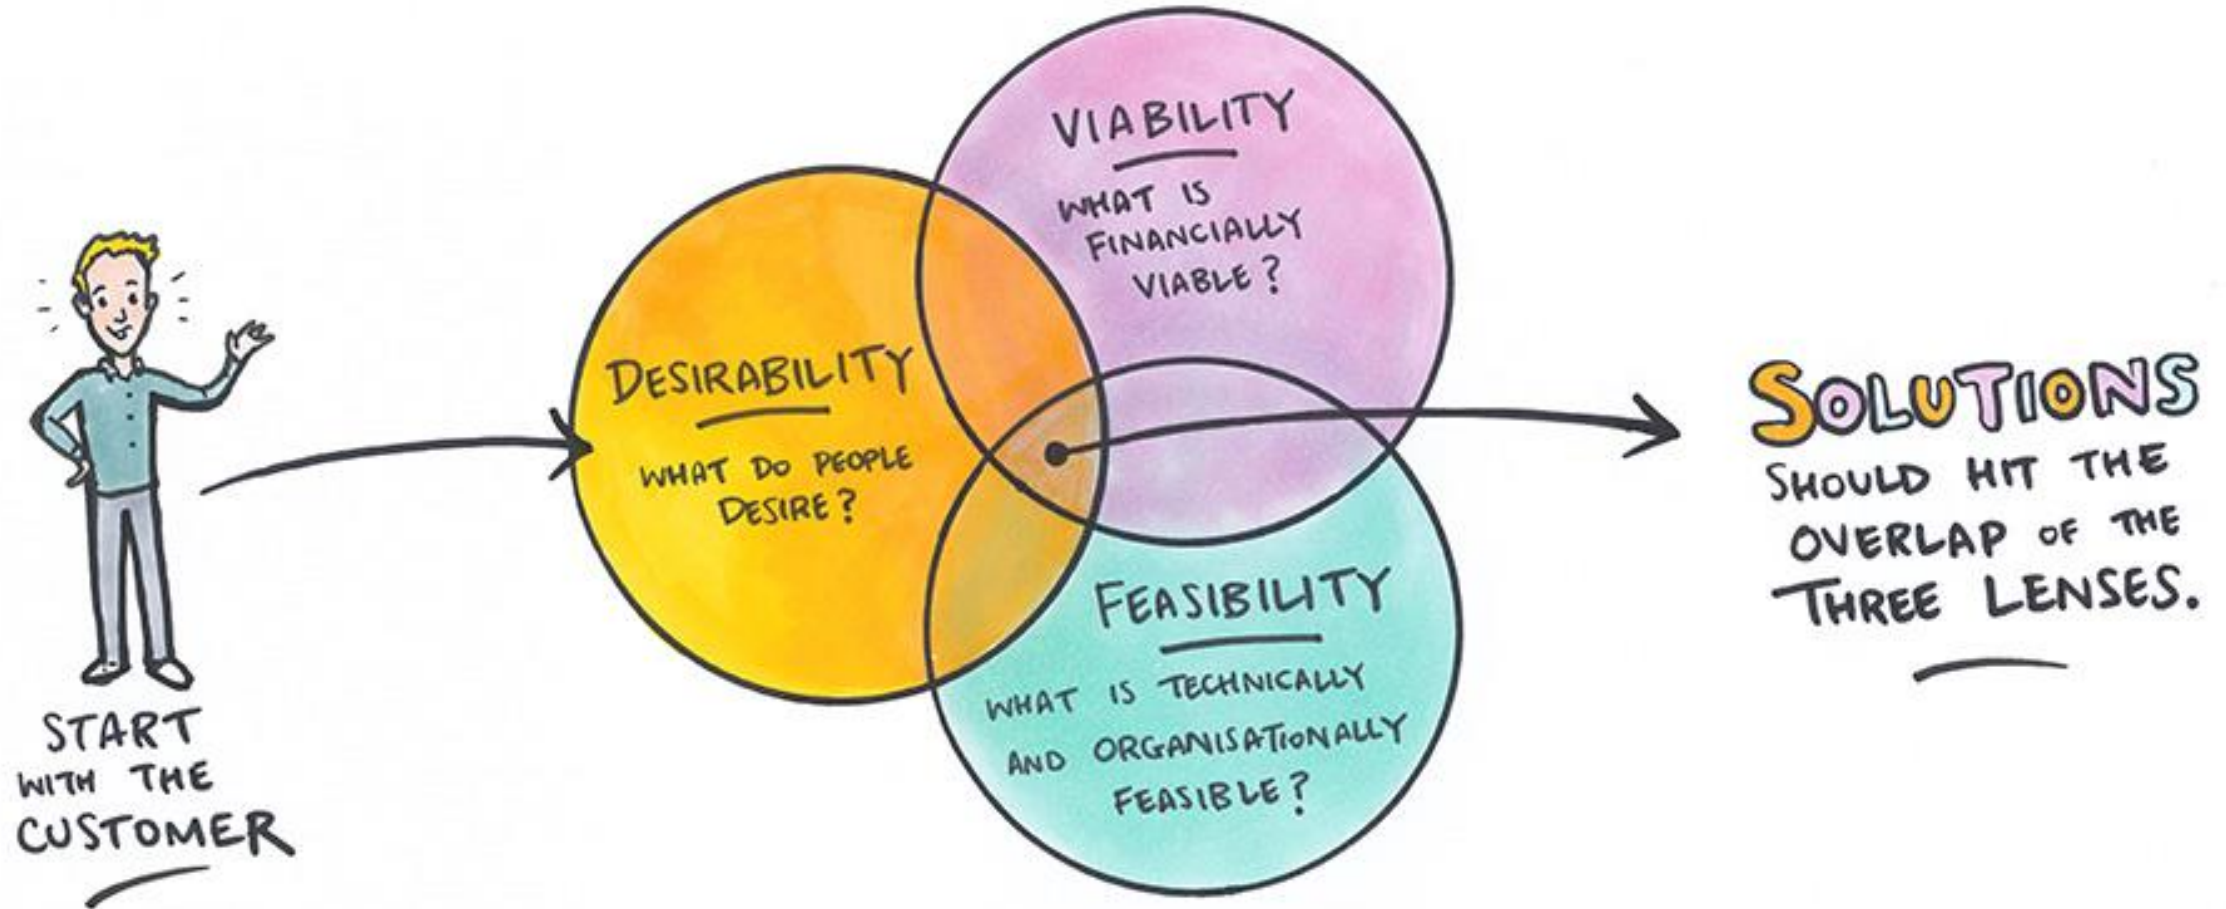 START
WITH THE
CUSTOMER
DESIRABILITY
WHAT DO PEOPLE
DESIRE?
VIABILITY
WHAT IS
FINANCIALLY
VIABLE?
FEASIBILITY
WHAT IS TECHNICALLY
AND ORGANISATIONALLY
FEASIBLE?
SOLUTIONS
SHOULD HIT THE
OVERLAP OF THE
THREE LENSES.